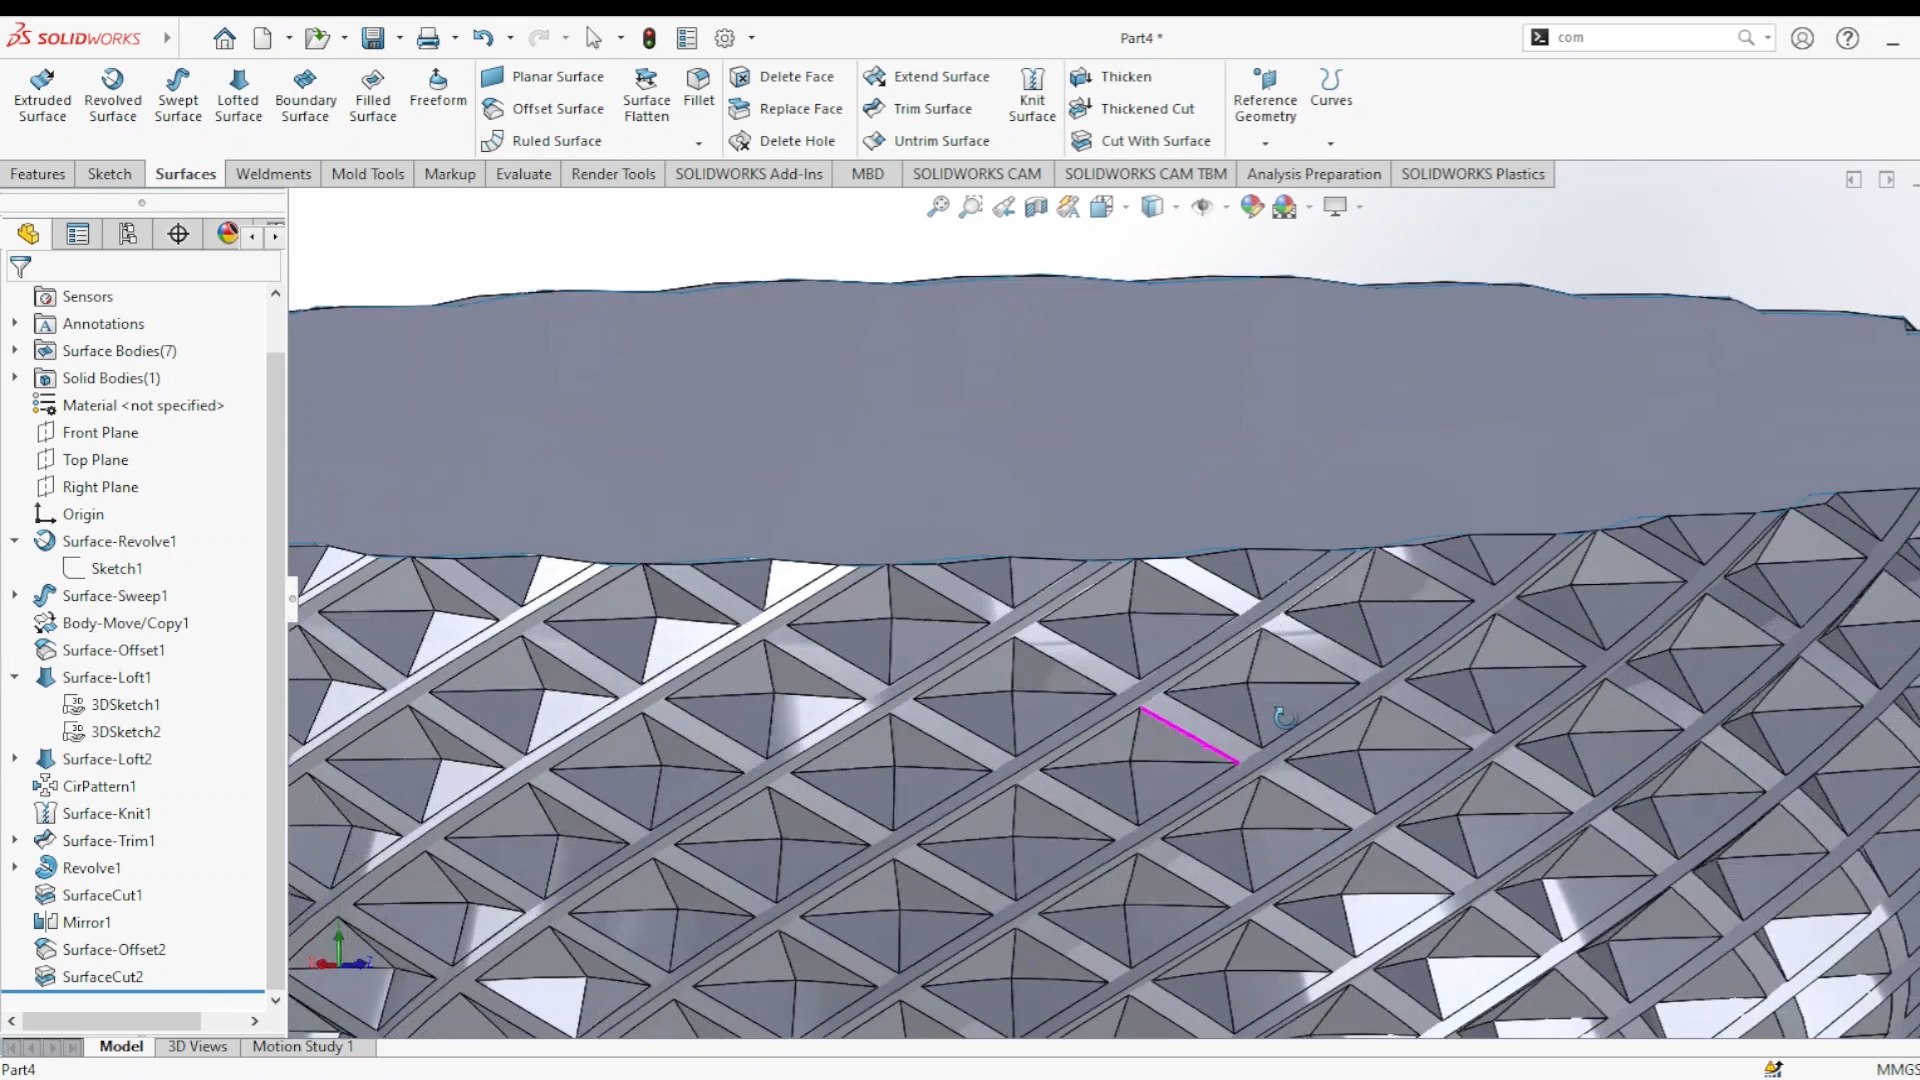 SOLIDWORKS
Part4 *
com
Extruded Surface
Revolved Surface
Swept Surface
Lofted Surface
Boundary Surface
Filled Surface
Freeform
Planar Surface
Offset Surface
Ruled Surface
Surface Flatten
Fillet
Delete Face
Replace Face
Delete Hole
Extend Surface
Trim Surface
Untrim Surface
Knit Surface
Thicken
Thickened Cut
Cut With Surface
Reference Geometry
Curves
Features
Sketch
Surfaces
Weldments
Mold Tools
Markup
Evaluate
Render Tools
SOLIDWORKS Add-Ins
MBD
SOLIDWORKS CAM
SOLIDWORKS CAM TBM
Analysis Preparation
SOLIDWORKS Plastics
Sensors
Annotations
Surface Bodies(7)
Solid Bodies(1)
Material <not specified>
Front Plane
Top Plane
Right Plane
Origin
Surface-Revolve1
Sketch1
Surface-Sweep1
Body-Move/Copy1
Surface-Offset1
Surface-Loft1
3DSketch1
3DSketch2
Surface-Loft2
CirPattern1
Surface-Knit1
Surface-Trim1
Revolve1
SurfaceCut1
Mirror1
Surface-Offset2
SurfaceCut2
Model
3D Views
Motion Study 1
Part4
MMGS